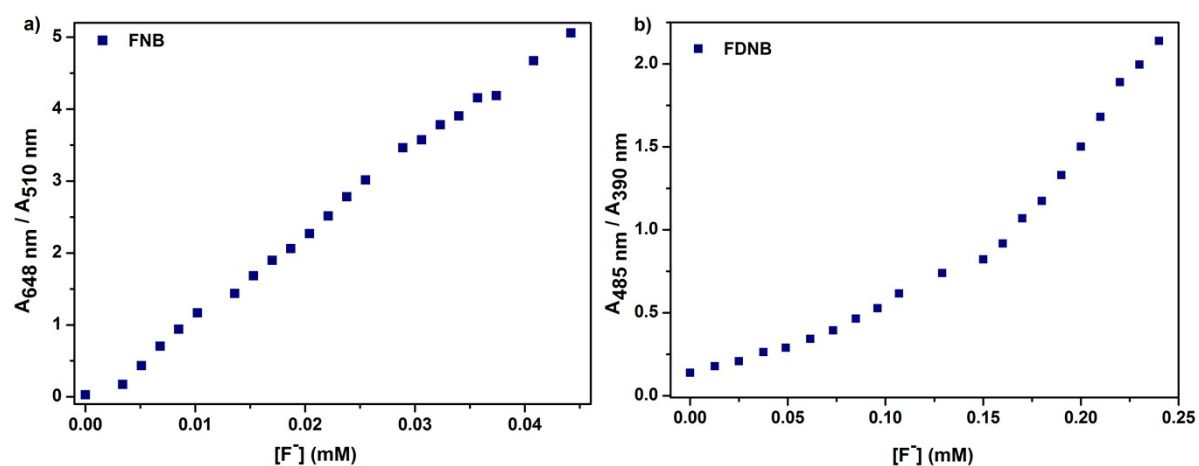 a)
FNB
A648 nm / A510 nm
5
4
3
2
1
0
0.00 0.01 0.02 0.03 0.04
[F-] (mM)
b)
FDNB
A485 nm / A390 nm
2.0
1.5
1.0
0.5
0.0
0.00 0.05 0.10 0.15 0.20 0.25
[F-] (mM)